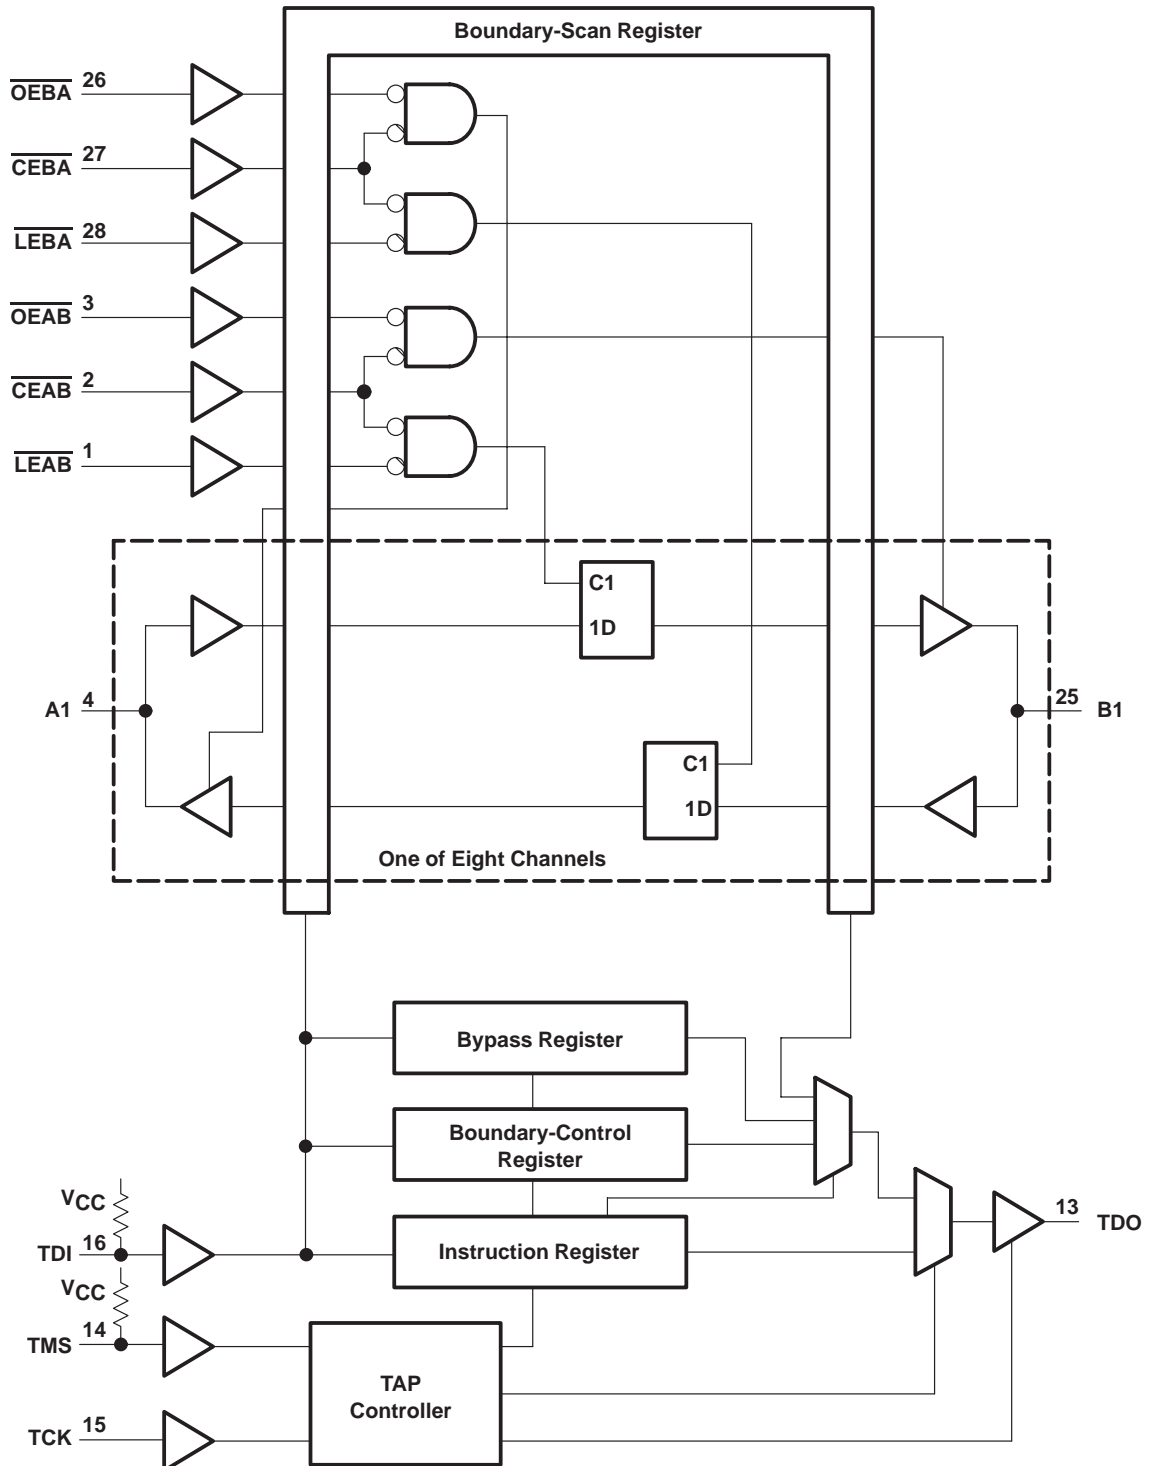 Boundary-Scan Register
OEBA 26
CEBA 27
LEBA 28
OEAB 3
CEAB 2
LEAB 1
C1
1D
A1 4
25 B1
C1
1D
One of Eight Channels
Bypass Register
Boundary-Control
Register
VCC
TDI 16
Instruction Register
13 TDO
VCC
TMS 14
TAP
Controller
TCK 15